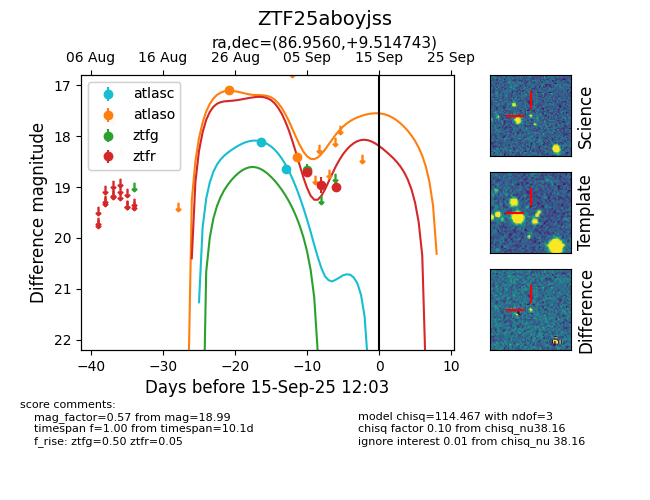 ZTF25aboyjss
ra,dec=(86.9560,+9.514743)
06 Aug 16 Aug 26 Aug 05 Sep 15 Sep 25 Sep
atlasc
atlaso
ztfg
ztfr
17
18
19
20
21
22
Difference magnitude
−40 −30 −20 −10 0 10
Days before 15-Sep-25 12:03
Science
Template
Difference
score comments:
mag_factor=0.57 from mag=18.99
timespan f=1.00 from timespan=10.1d
f_rise: ztfg=0.50 ztfr=0.05
model chisq=114.467 with ndof=3
chisq factor 0.10 from chisq_nu38.16
ignore interest 0.01 from chisq_nu 38.16